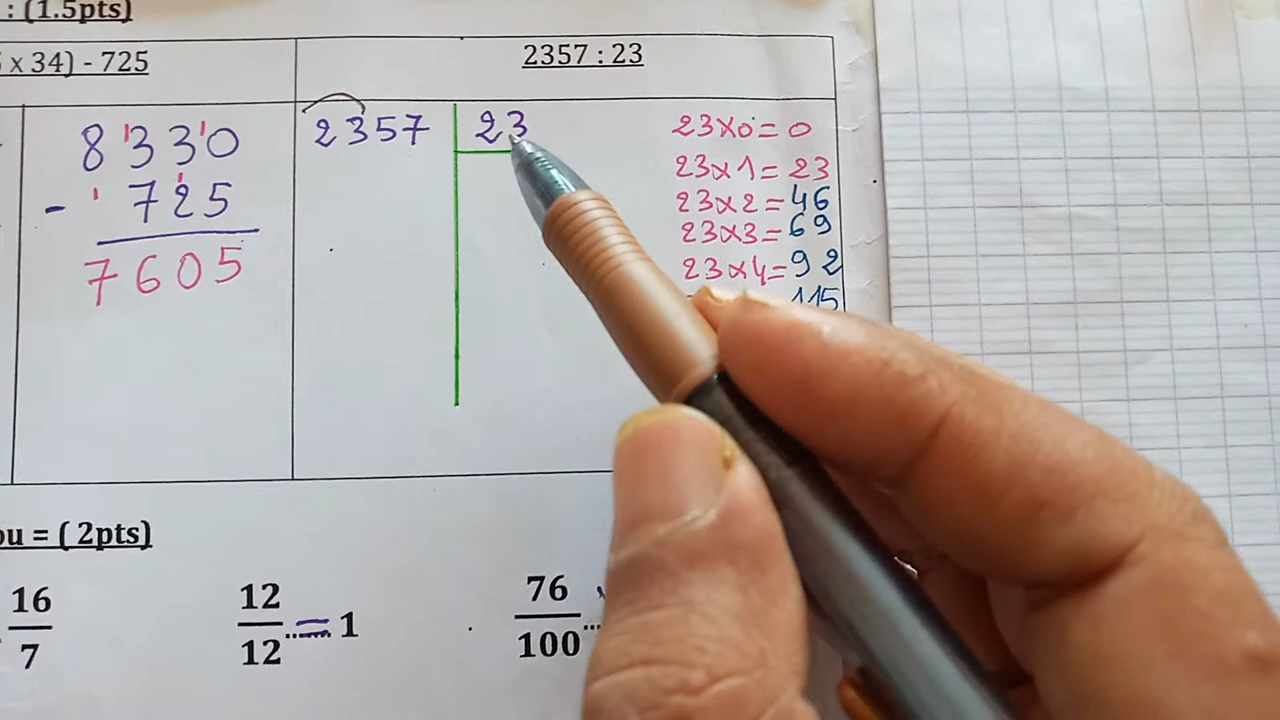 : (1.5pts)
x 34) - 725
2357 : 23
8330
- 725
7605
2357 23
23x0=0
23x1=23
23x2=46
23x3=69
23x4=92
115
ou = ( 2pts)
16
7
12
12 ...=... 1
76
100 ...